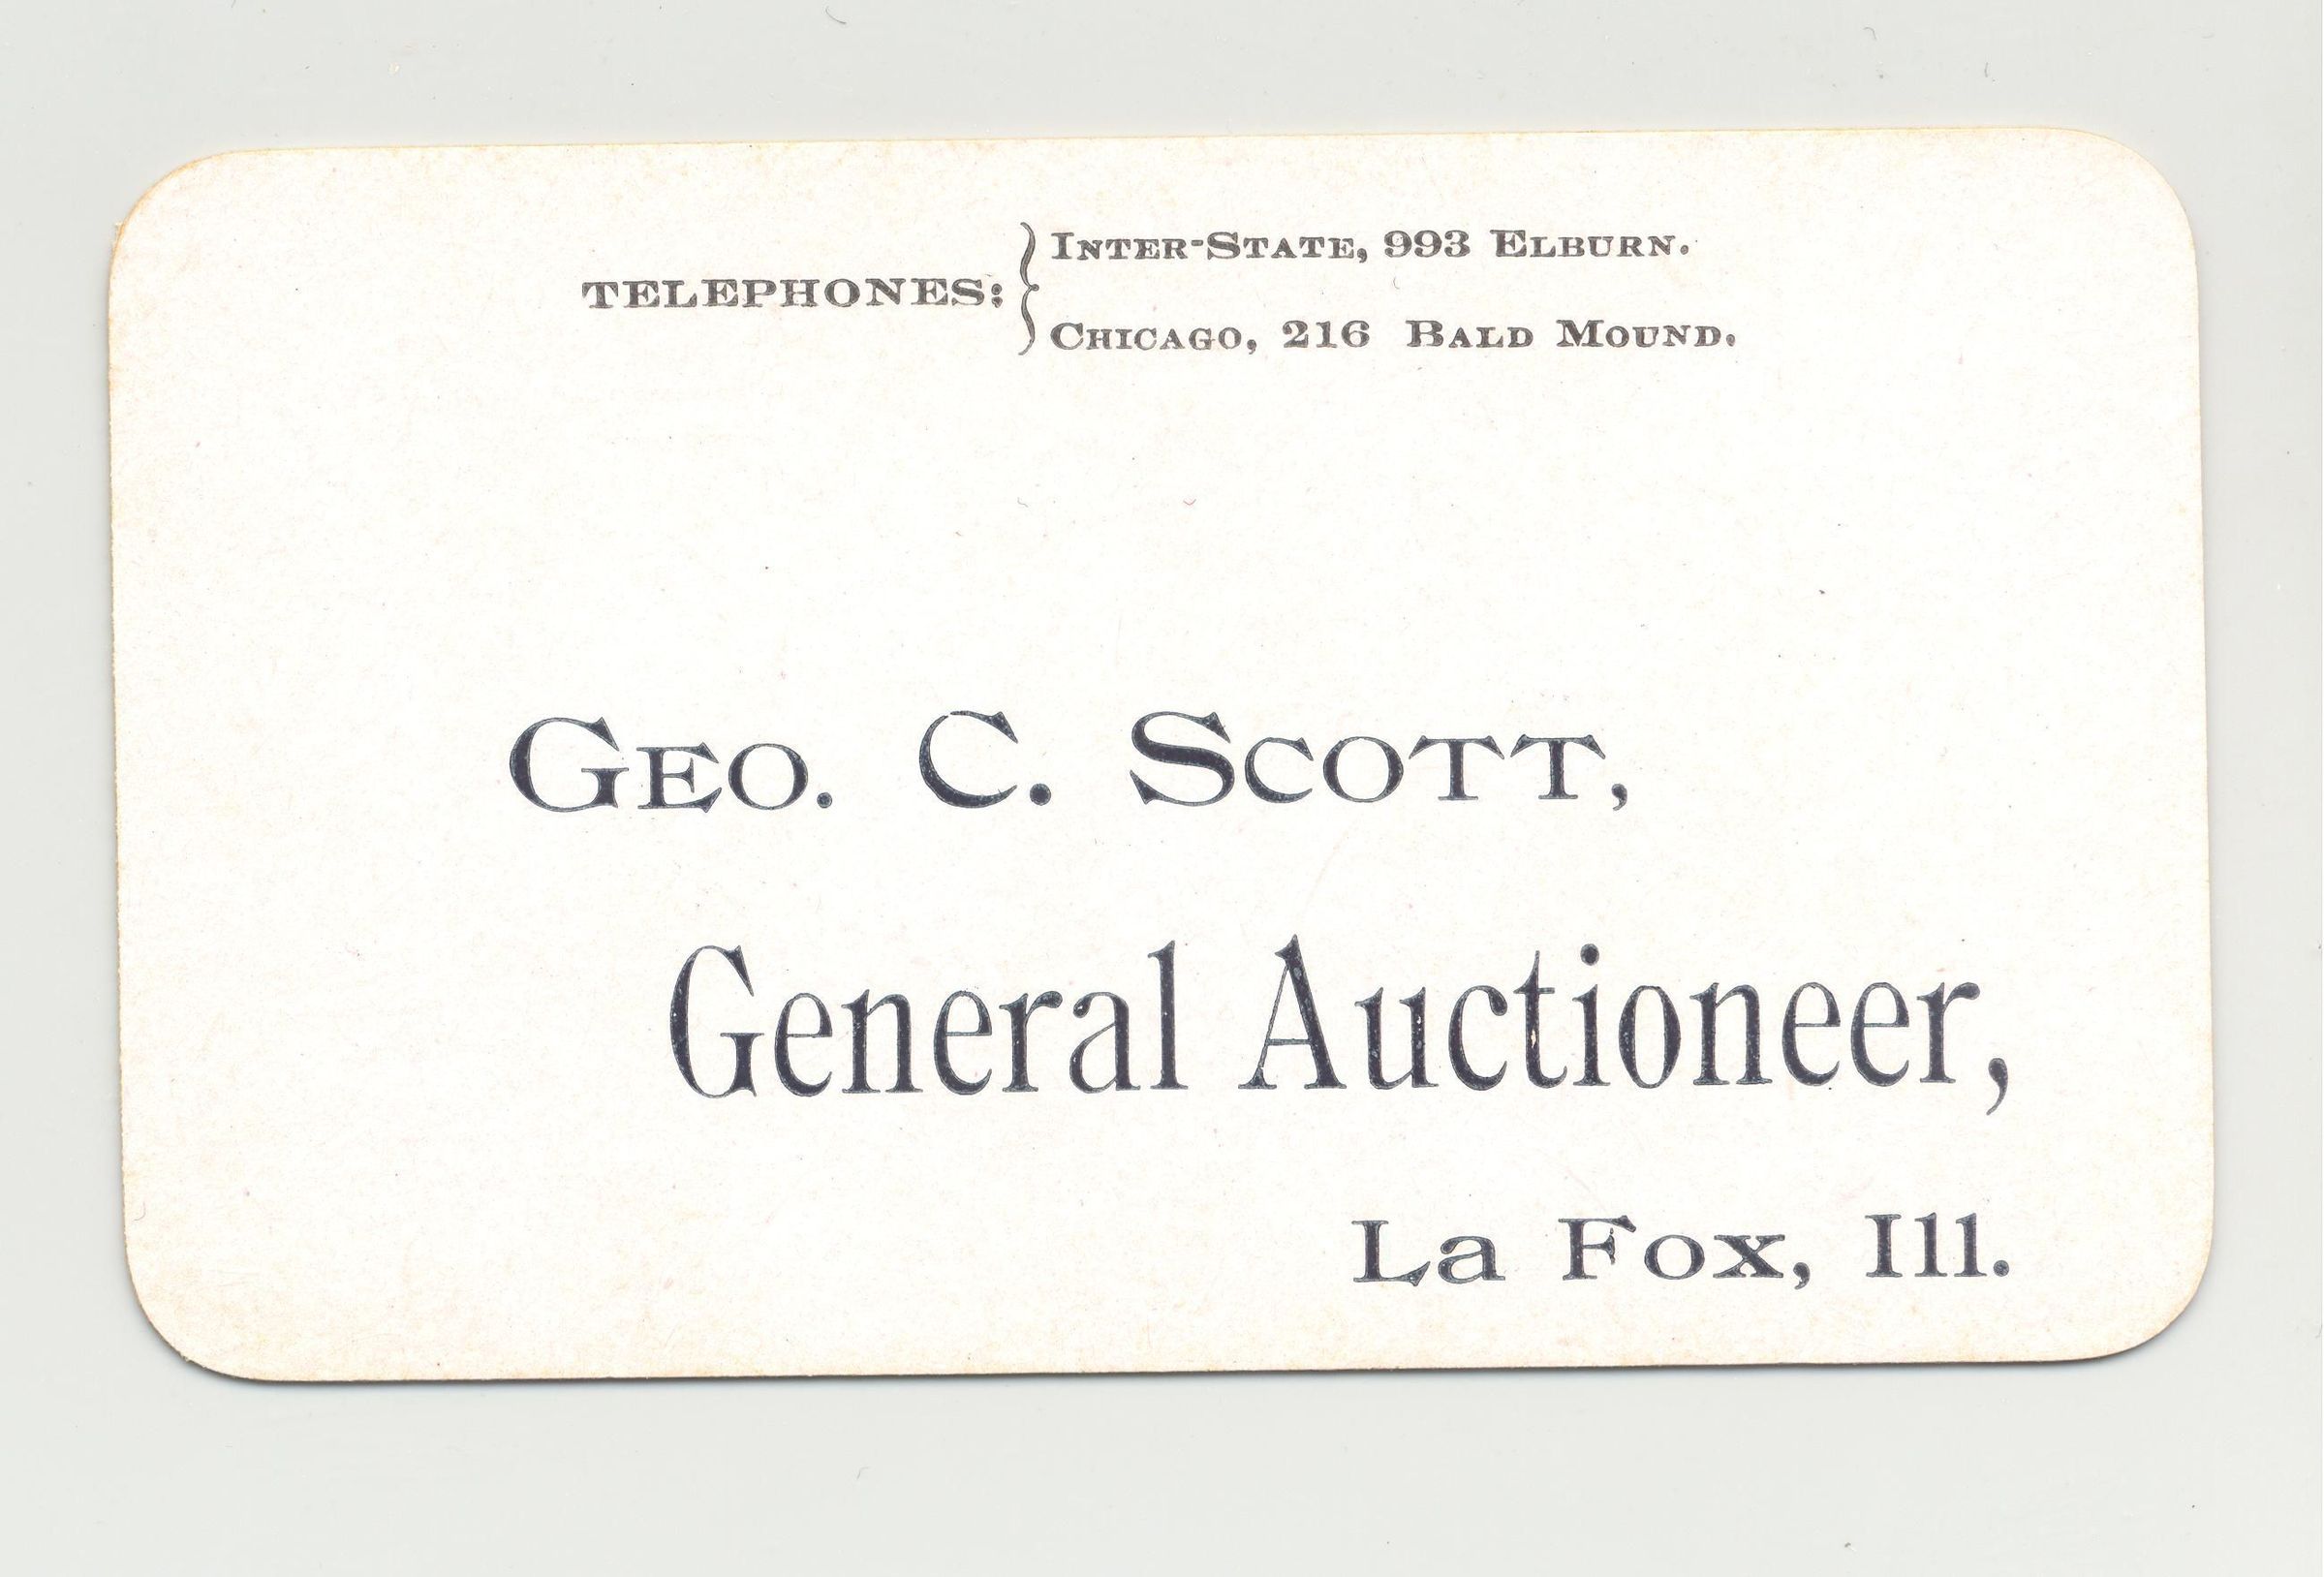 TELEPHONES: } INTER-STATE, 993 ELBURN.
CHICAGO, 216 BALD MOUND.
GEO. C. SCOTT,
General Auctioneer,
La Fox, Ill.